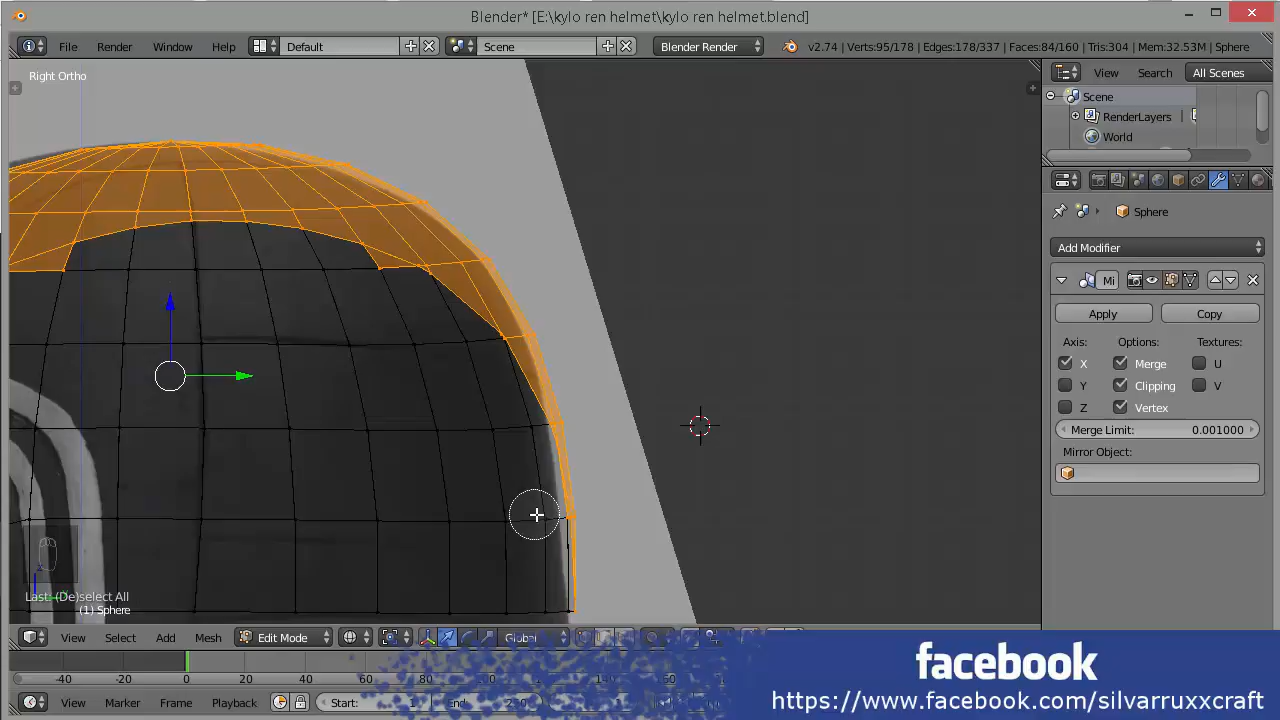 Blender* [E:\kylo ren helmet\kylo ren helmet.blend]
File Render Window Help Default Scene Blender Render v2.74 | Verts:95/178 | Edges:178/337 | Faces:84/160 | Tris:304 | Mem:32.53M | Sphere
Right Ortho
View Search All Scenes
Scene
RenderLayers
World
Sphere
Add Modifier
Mi
Apply Copy
Axis: Options: Textures:
X Merge U
Y Clipping V
Z Vertex
Merge Limit: 0.001000
Mirror Object:
Last: (De)select All
(1) Sphere
View Select Add Mesh Edit Mode Global
-40 -20 0 20 40 60
View Marker Frame Playback Start:
facebook
https://www.facebook.com/silvarruxxcraft